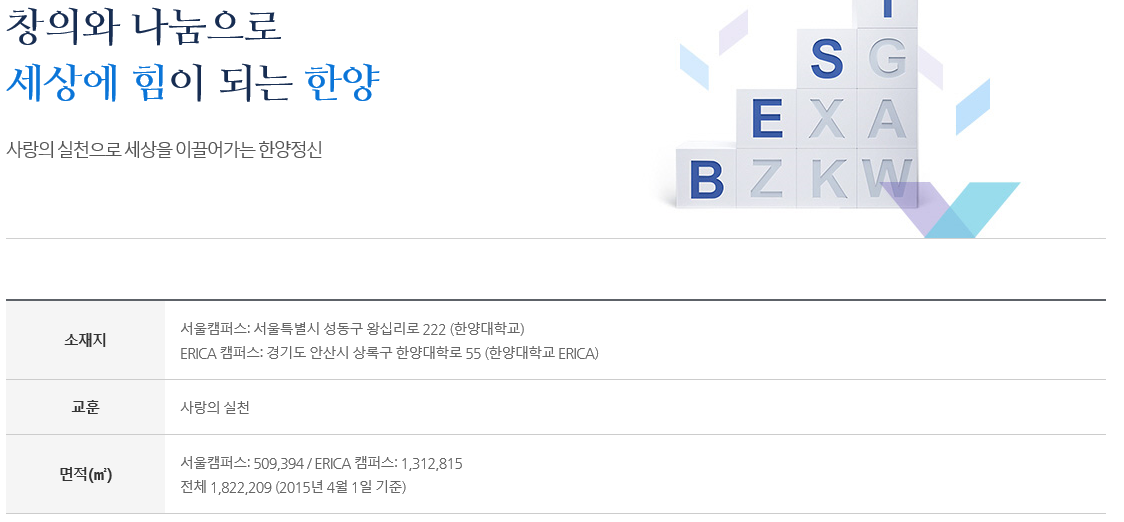 창의와 나눔으로
세상에 힘이 되는 한양
사랑의 실천으로 세상을 이끌어가는 한양정신
T
S G
E X A
B Z K W
소재지
서울캠퍼스: 서울특별시 성동구 왕십리로 222 (한양대학교)
ERICA 캠퍼스: 경기도 안산시 상록구 한양대학로 55 (한양대학교 ERICA)
교훈
사랑의 실천
면적(㎡)
서울캠퍼스: 509,394 / ERICA 캠퍼스: 1,312,815
전체 1,822,209 (2015년 4월 1일 기준)